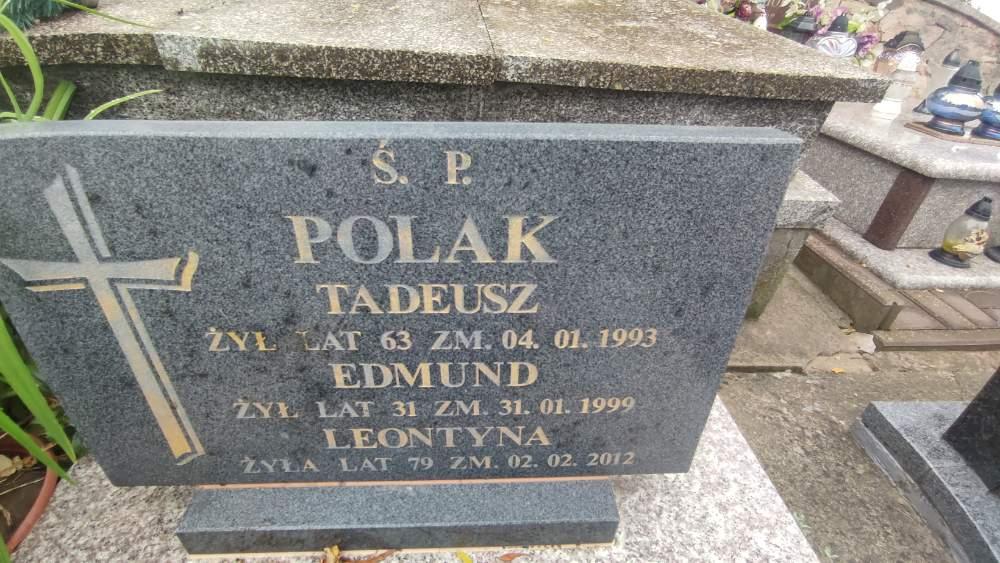 Ś. P.
POLAK
TADEUSZ
ŻYŁ LAT 63 ZM. 04. 01. 1993
EDMUND
ŻYŁ LAT 31 ZM. 31. 01. 1999
LEONTYNA
ŻYŁA LAT 79 ZM. 02. 02. 2012